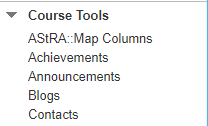 Course Tools
AStRA::Map Columns
Achievements
Announcements
Blogs
Contacts